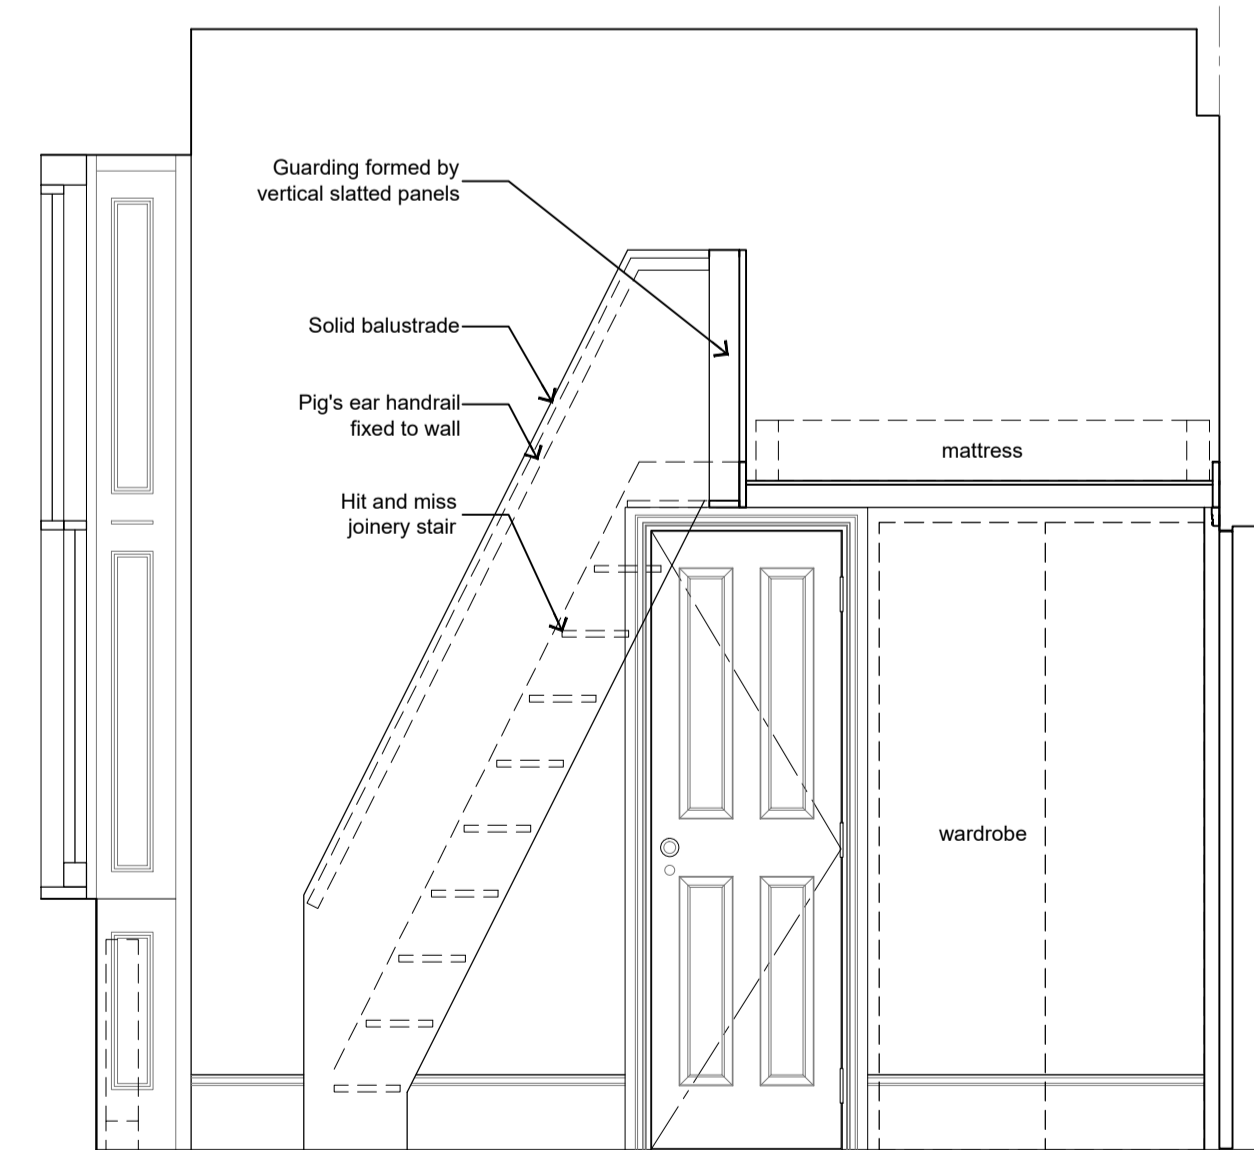 Guarding formed by
vertical slatted panels
Solid balustrade
Pig's ear handrail
fixed to wall
Hit and miss
joinery stair
mattress
wardrobe